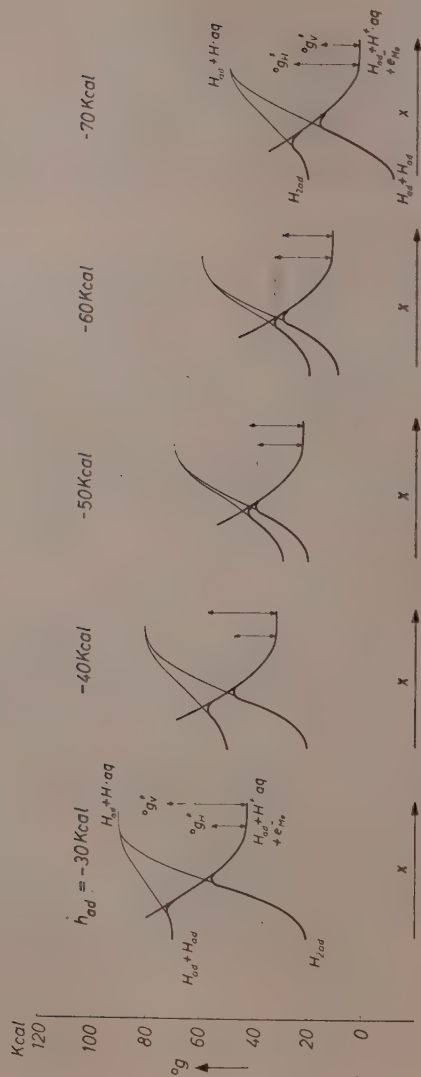 Kcal
120
100
80
60
40
20
0
°g
h_ad = -30 Kcal
H_ad + H·aq
°g_V^≠
°g_H^≠
H_ad + H^+ aq
+ e^-_Me
H_ad + H_ad
H_2ad
x
-40 Kcal
x
-50 Kcal
x
-60 Kcal
x
-70 Kcal
H_ad + H·aq
°g_H^≠
°g_V^≠
H_ad + H^+·aq
+ e^-_Me
H_2ad
H_ad + H_ad
x